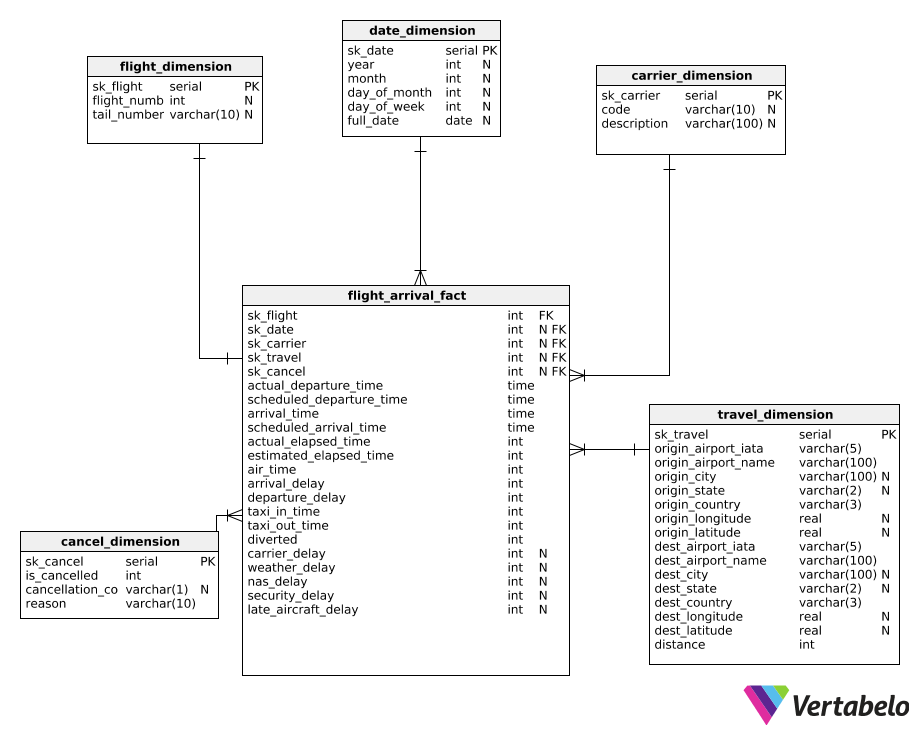 date_dimension
sk_date serial PK
year int N
month int N
day_of_month int N
day_of_week int N
full_date date N
flight_dimension
sk_flight serial PK
flight_numb int N
tail_number varchar(10) N
carrier_dimension
sk_carrier serial PK
code varchar(10) N
description varchar(100) N
flight_arrival_fact
sk_flight int FK
sk_date int N FK
sk_carrier int N FK
sk_travel int N FK
sk_cancel int N FK
actual_departure_time time
scheduled_departure_time time
arrival_time time
scheduled_arrival_time time
actual_elapsed_time int
estimated_elapsed_time int
air_time int
arrival_delay int
departure_delay int
taxi_in_time int
taxi_out_time int
diverted int
carrier_delay int N
weather_delay int N
nas_delay int N
security_delay int N
late_aircraft_delay int N
travel_dimension
sk_travel serial PK
origin_airport_iata varchar(5)
origin_airport_name varchar(100)
origin_city varchar(100) N
origin_state varchar(2) N
origin_country varchar(3)
origin_longitude real N
origin_latitude real N
dest_airport_iata varchar(5)
dest_airport_name varchar(100)
dest_city varchar(100) N
dest_state varchar(2) N
dest_country varchar(3)
dest_longitude real N
dest_latitude real N
distance int
cancel_dimension
sk_cancel serial PK
is_cancelled int
cancellation_co varchar(1) N
reason varchar(10)
Vertabelo